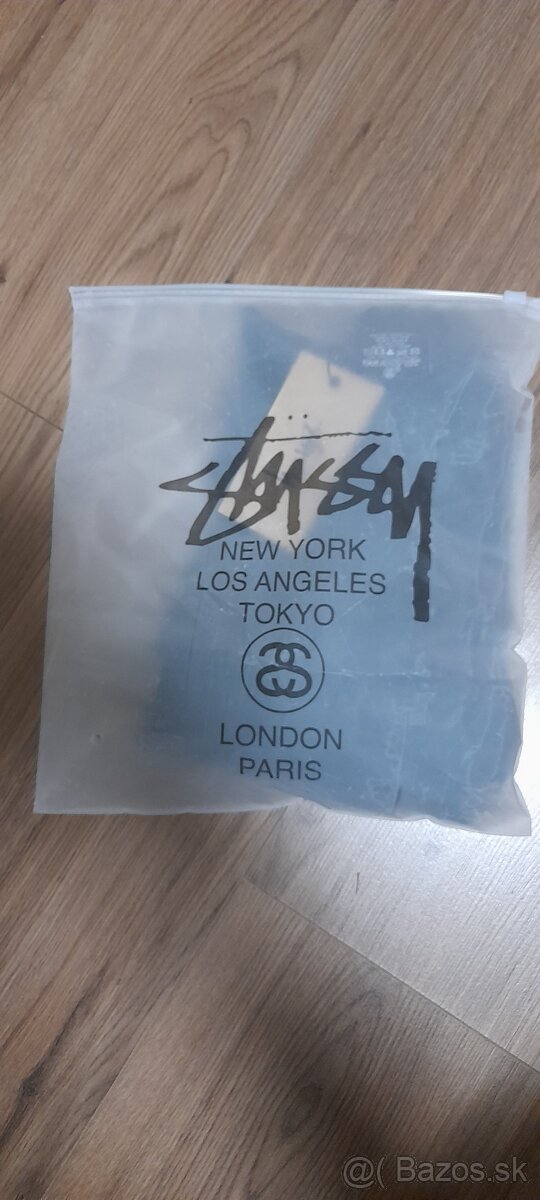 Stüssy
NEW YORK
LOS ANGELES
TOKYO
LONDON
PARIS
@( Bazos.sk